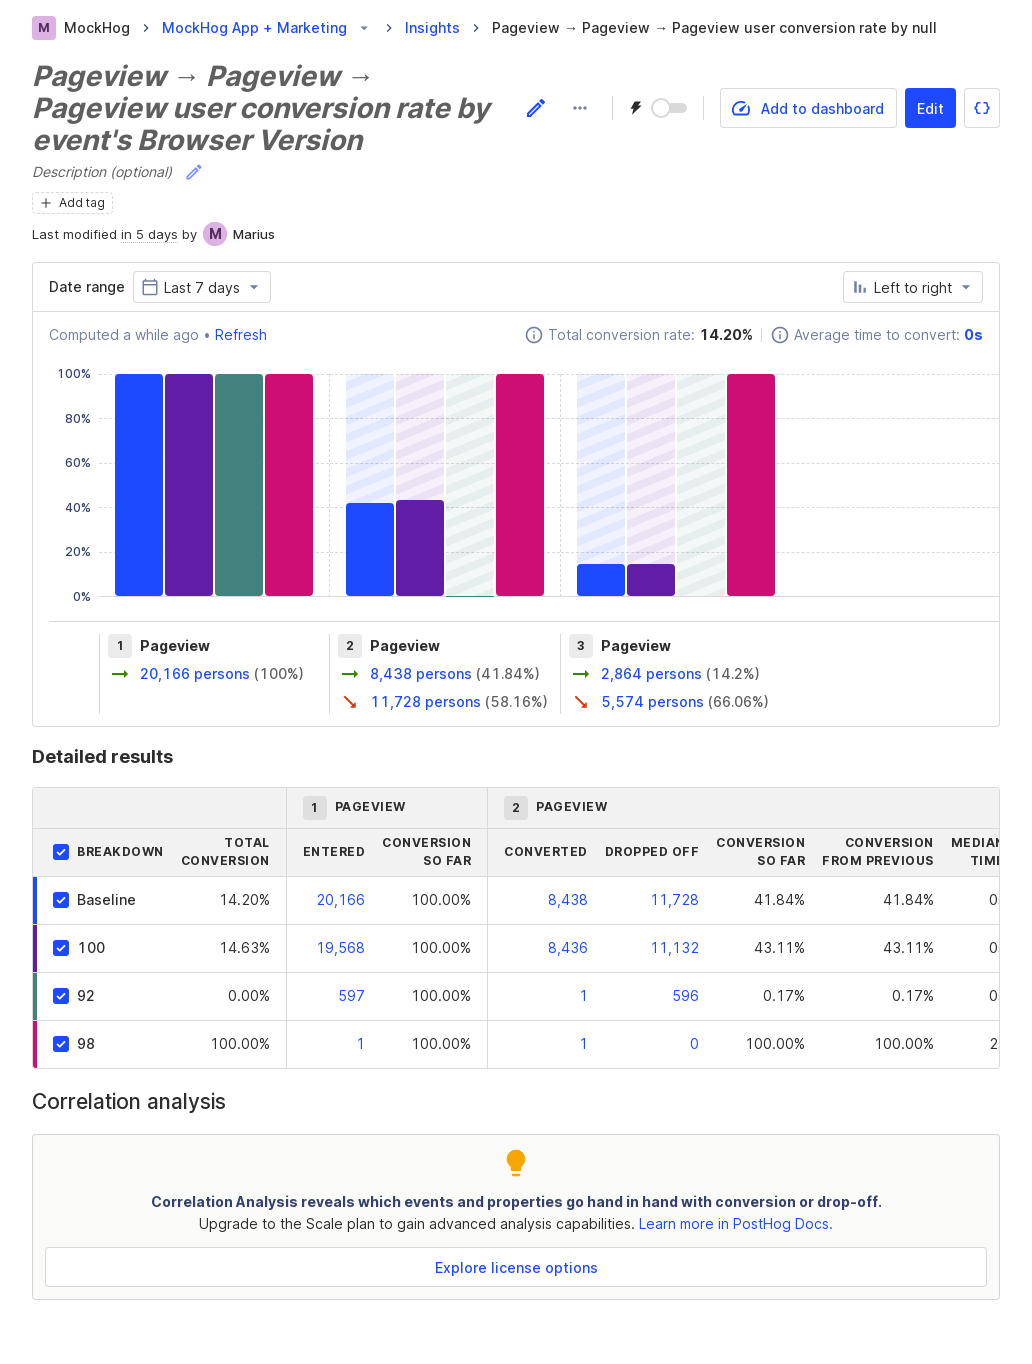 M MockHog MockHog App + Marketing Insights Pageview → Pageview → Pageview user conversion rate by null
Pageview → Pageview →
Pageview user conversion rate by
event's Browser Version
Add to dashboard Edit
Description (optional)
Add tag
Last modified in 5 days by M Marius
Date range Last 7 days Left to right
Computed a while ago • Refresh Total conversion rate: 14.20% Average time to convert: 0s
100%
80%
60%
40%
20%
0%
1 Pageview 2 Pageview 3 Pageview
20,166 persons (100%) 8,438 persons (41.84%) 2,864 persons (14.2%)
11,728 persons (58.16%) 5,574 persons (66.06%)
Detailed results
1 PAGEVIEW 2 PAGEVIEW
BREAKDOWN TOTAL CONVERSION ENTERED CONVERSION SO FAR CONVERTED DROPPED OFF CONVERSION SO FAR CONVERSION FROM PREVIOUS MEDIAN
Baseline 14.20% 20,166 100.00% 8,438 11,728 41.84% 41.84%
100 14.63% 19,568 100.00% 8,436 11,132 43.11% 43.11%
92 0.00% 597 100.00% 1 596 0.17% 0.17%
98 100.00% 1 100.00% 1 0 100.00% 100.00%
Correlation analysis
Correlation Analysis reveals which events and properties go hand in hand with conversion or drop-off.
Upgrade to the Scale plan to gain advanced analysis capabilities. Learn more in PostHog Docs.
Explore license options